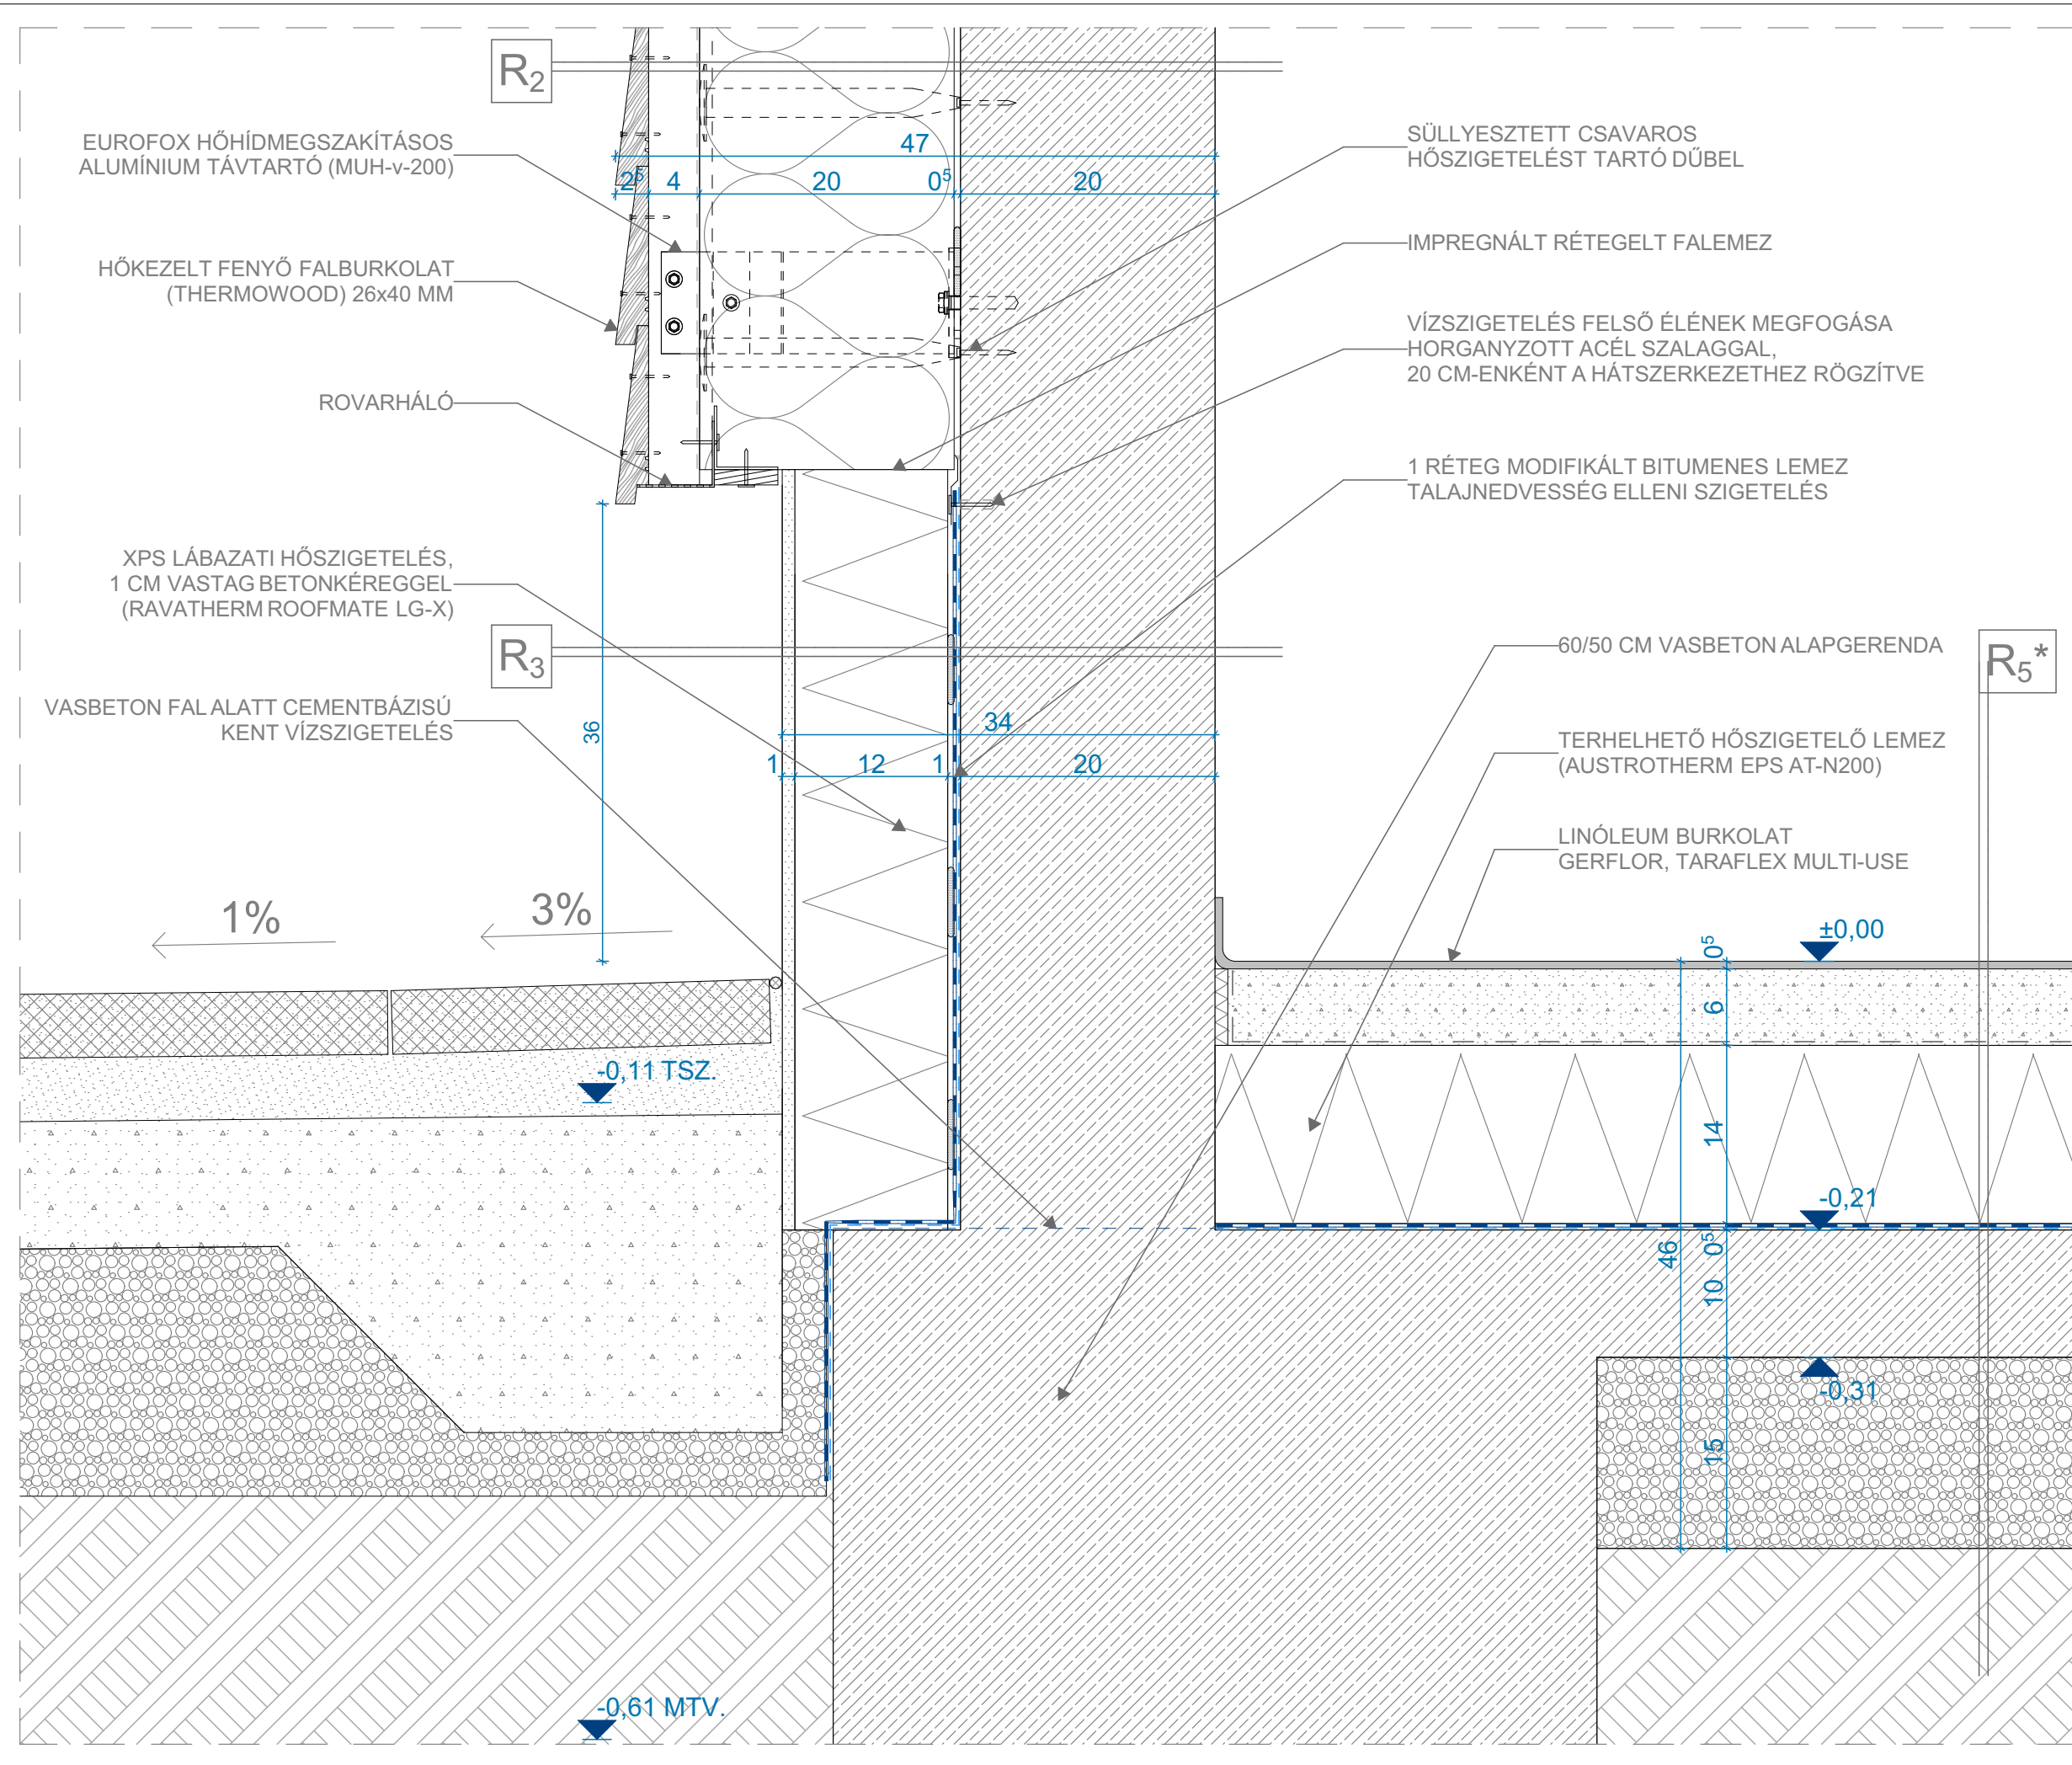 R2
EUROFOX HŐHÍDMEGSZAKÍTÁSOS
ALUMÍNIUM TÁVTARTÓ (MUH-v-200)
HŐKEZELT FENYŐ FALBURKOLAT
(THERMOWOOD) 26x40 MM
ROVARHÁLÓ
XPS LÁBAZATI HŐSZIGETELÉS,
1 CM VASTAG BETONKÉREGGEL
(RAVATHERM ROOFMATE LG-X)
R3
VASBETON FAL ALATT CEMENTBÁZISÚ
KENT VÍZSZIGETELÉS
47
2⁵ 4 20 0⁵ 20
SÜLLYESZTETT CSAVAROS
HŐSZIGETELÉST TARTÓ DŰBEL
IMPREGNÁLT RÉTEGELT FALEMEZ
VÍZSZIGETELÉS FELSŐ ÉLÉNEK MEGFOGÁSA
HORGANYZOTT ACÉL SZALAGGAL,
20 CM-ENKÉNT A HÁTSZERKEZETHEZ RÖGZÍTVE
1 RÉTEG MODIFIKÁLT BITUMENES LEMEZ
TALAJNEDVESSÉG ELLENI SZIGETELÉS
60/50 CM VASBETON ALAPGERENDA
R5*
TERHELHETŐ HŐSZIGETELŐ LEMEZ
(AUSTROTHERM EPS AT-N200)
LINÓLEUM BURKOLAT
GERFLOR, TARAFLEX MULTI-USE
36
34
1 12 1 20
1%
3%
±0,00
0⁵
6
14
-0,11 TSZ.
-0,21
46
0⁵
10
-0,31
15
-0,61 MTV.